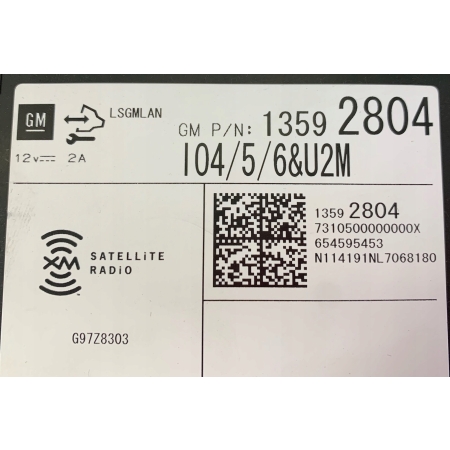 GM
LSGMLAN
GM P/N: 1359 2804
12v 2A
IO4/5/6&U2M
1359 2804
7310500000000X
654595453
N114191NL7068180
XM
SATELLiTE
RADiO
G97Z8303